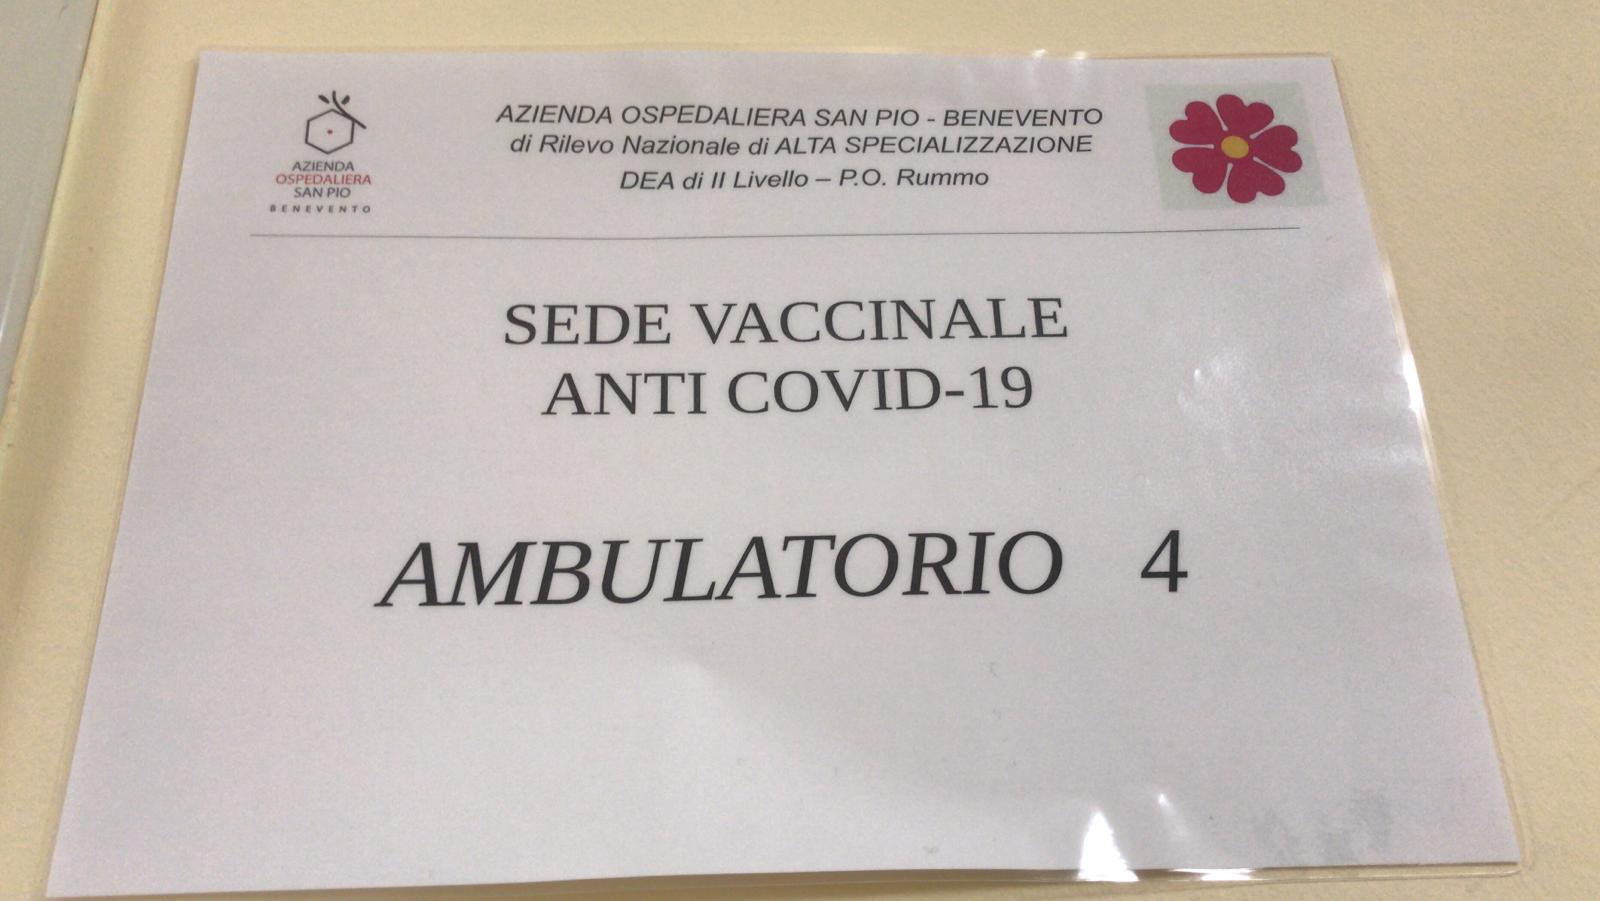 AZIENDA
OSPEDALIERA
SAN PIO
BENEVENTO
AZIENDA OSPEDALIERA SAN PIO - BENEVENTO
di Rilevo Nazionale di ALTA SPECIALIZZAZIONE
DEA di II Livello – P.O. Rummo
SEDE VACCINALE
ANTI COVID-19
AMBULATORIO 4